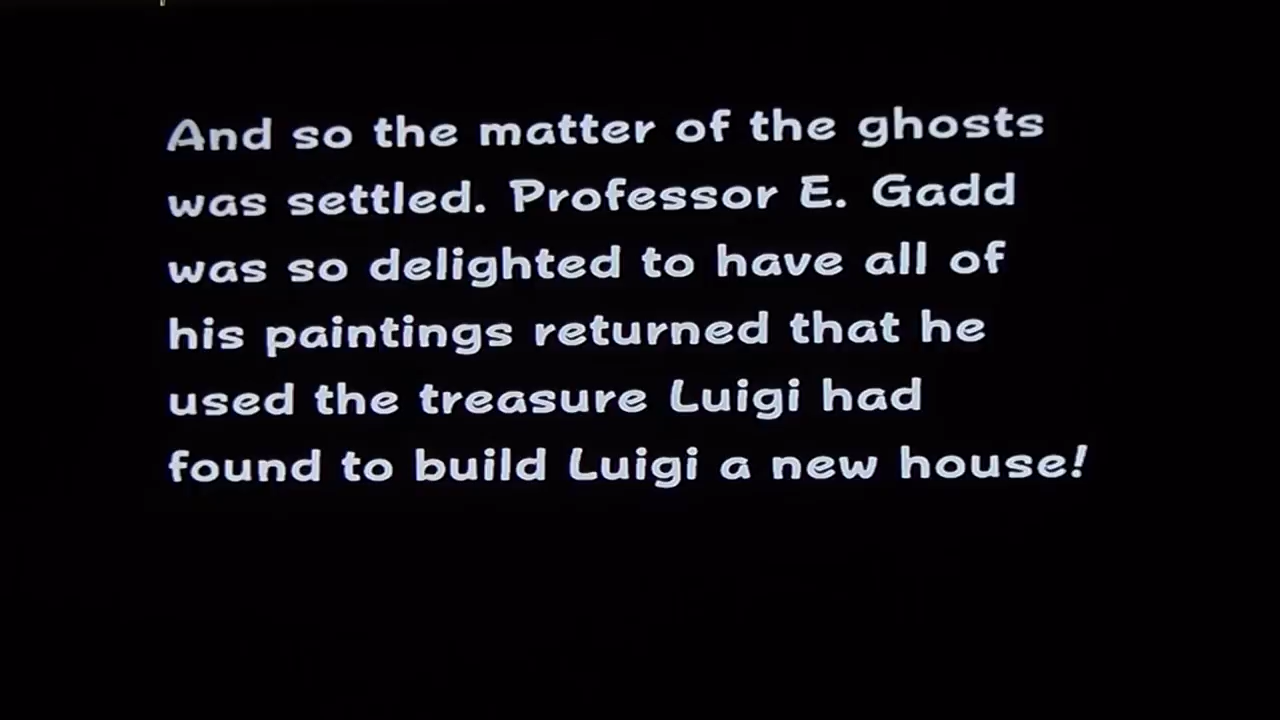 And so the matter of the ghosts
was settled. Professor E. Gadd
was so delighted to have all of
his paintings returned that he
used the treasure Luigi had
found to build Luigi a new house!